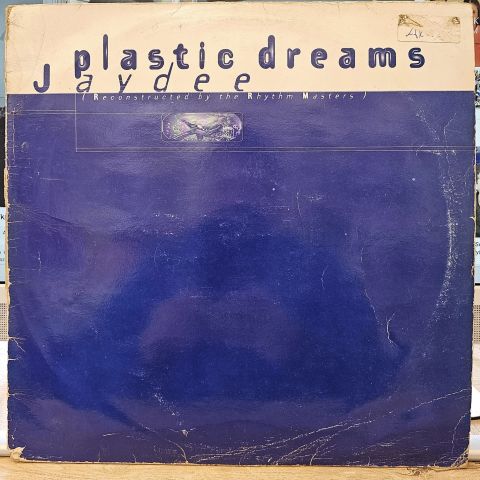 plastic dreams
Jaydee
( Reconstructed by the Rhythm Masters )